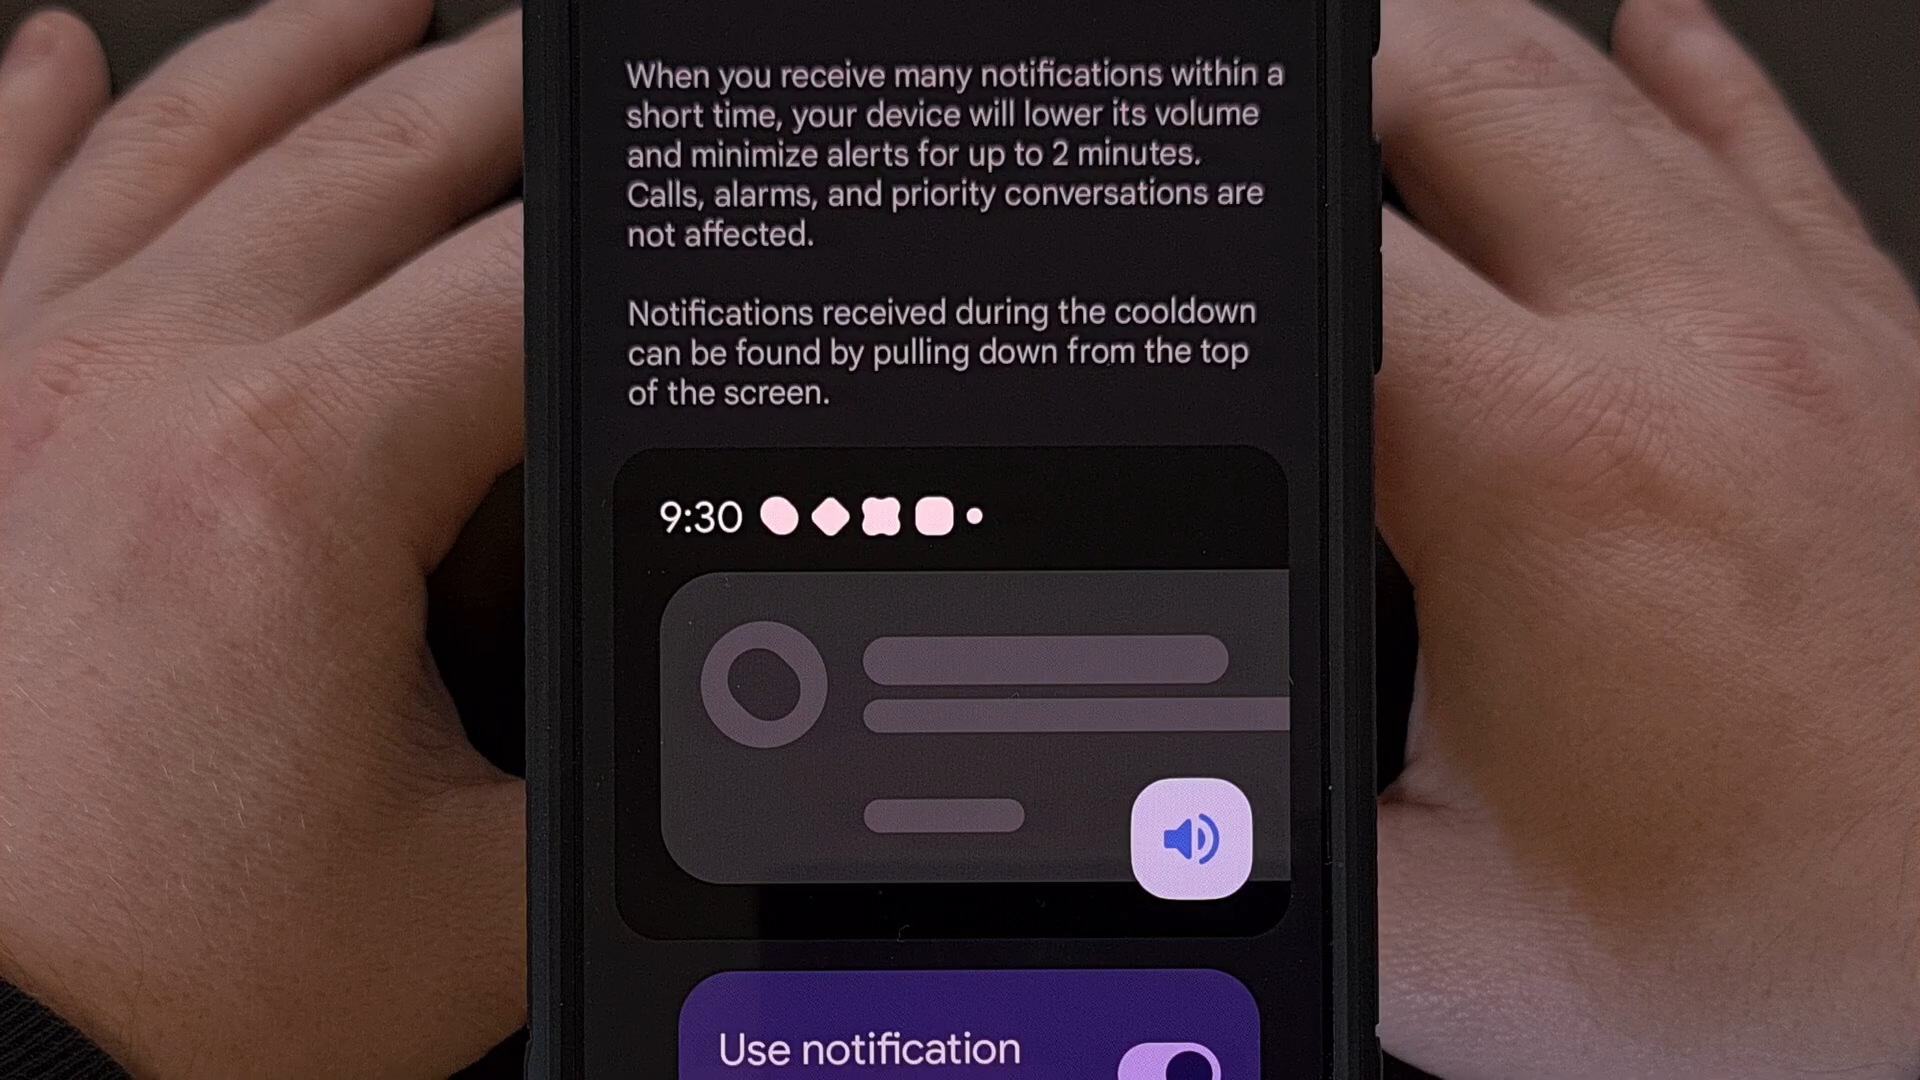 When you receive many notifications within a
short time, your device will lower its volume
and minimize alerts for up to 2 minutes.
Calls, alarms, and priority conversations are
not affected.
Notifications received during the cooldown
can be found by pulling down from the top
of the screen.
9:30
Use notification